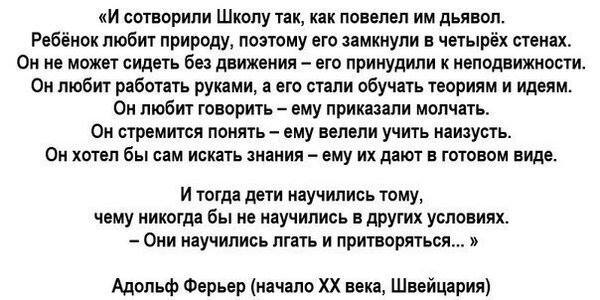 «И сотворили Школу так, как повелел им дьявол.
Ребёнок любит природу, поэтому его замкнули в четырёх стенах.
Он не может сидеть без движения – его принудили к неподвижности.
Он любит работать руками, а его стали обучать теориям и идеям.
Он любит говорить – ему приказали молчать.
Он стремится понять – ему велели учить наизусть.
Он хотел бы сам искать знания – ему их дают в готовом виде.
И тогда дети научились тому,
чему никогда бы не научились в других условиях.
– Они научились лгать и притворяться... »
Адольф Ферьер (начало XX века, Швейцария)